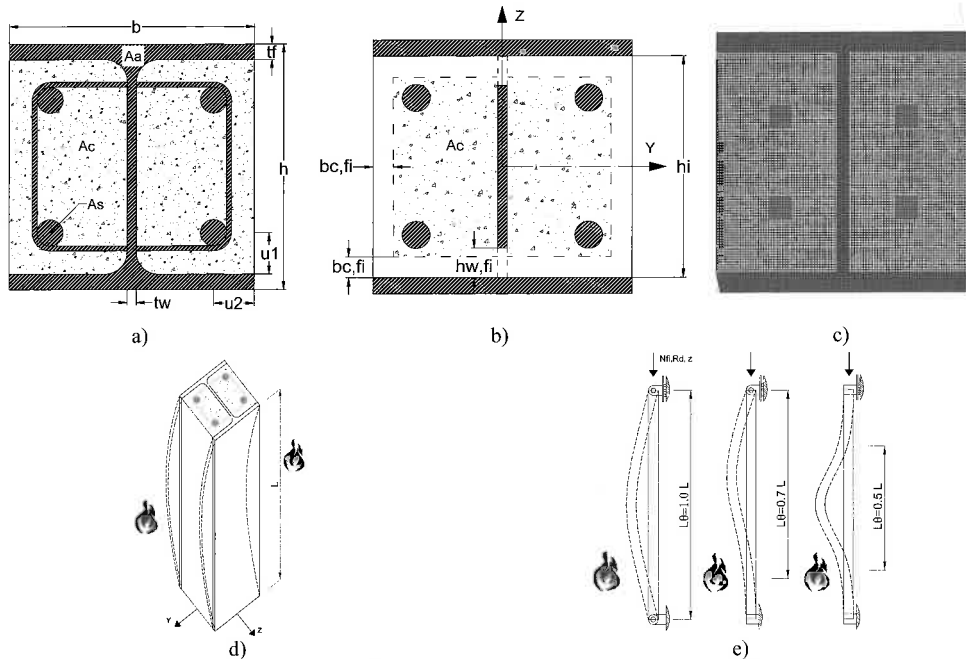 b
Aa
tf
Ac
As
h
u1
tw
u2
a)
Z
Y
Ac
bc,fi
bc,fi
hw,fi
hi
b)
c)
L
Y
Z
d)
Nfi,Rd, z
Lθ=1.0 L
Lθ=0.7 L
Lθ=0.5 L
e)